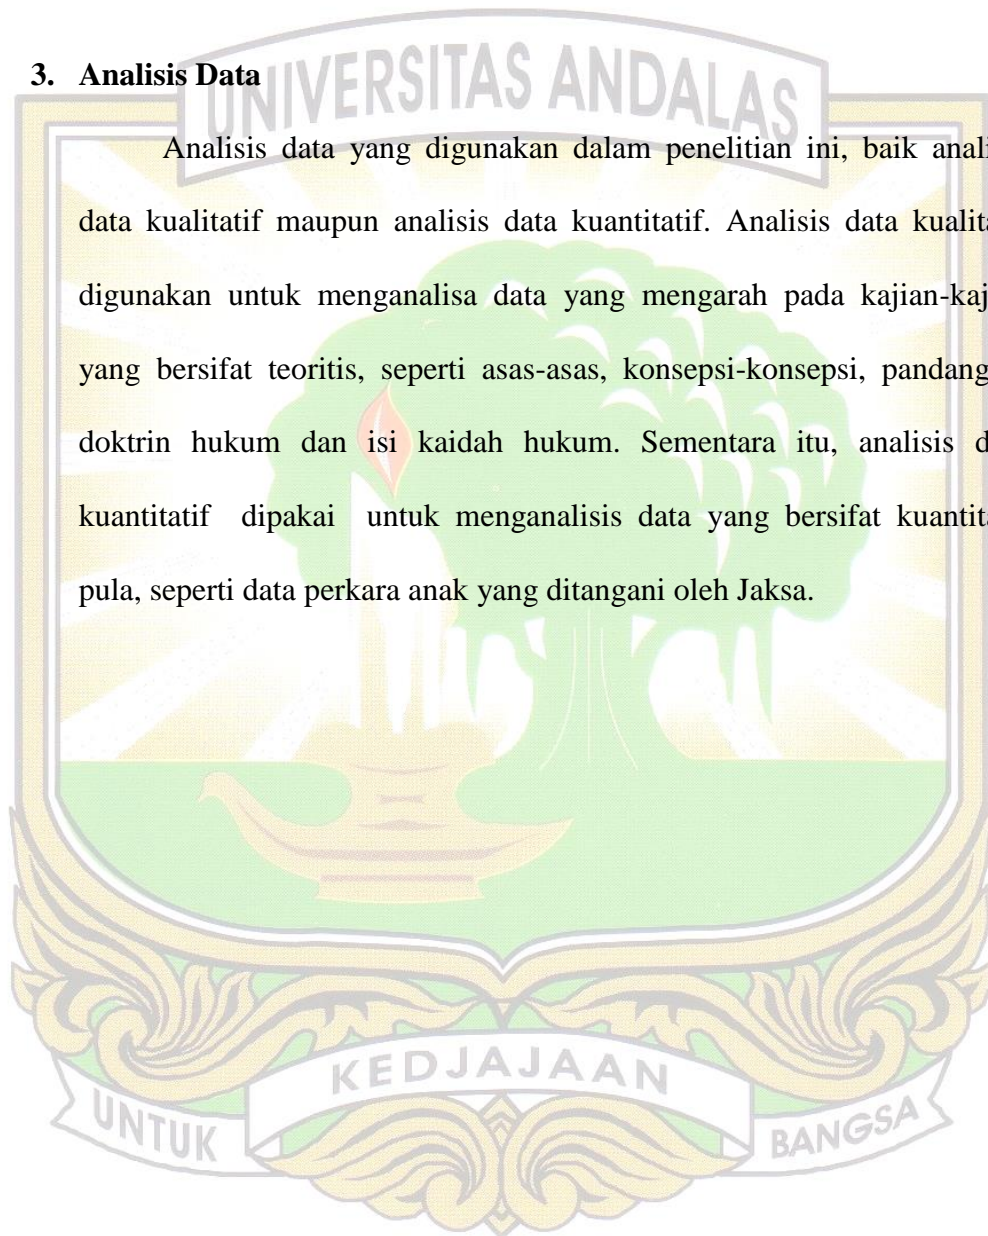 UNIVERSITAS ANDALAS
3. Analisis Data
Analisis data yang digunakan dalam penelitian ini, baik anali
data kualitatif maupun analisis data kuantitatif. Analisis data kualita
digunakan untuk menganalisa data yang mengarah pada kajian-kaj
yang bersifat teoritis, seperti asas-asas, konsepsi-konsepsi, pandang
doktrin hukum dan isi kaidah hukum. Sementara itu, analisis d
kuantitatif dipakai untuk menganalisis data yang bersifat kuantita
pula, seperti data perkara anak yang ditangani oleh Jaksa.
UNTUK KEDJAJAAN BANGSA